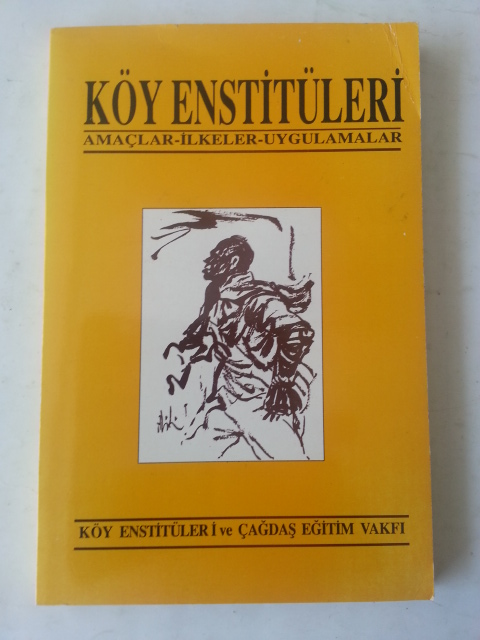 KÖY ENSTİTÜLERİ
AMAÇLAR-İLKELER-UYGULAMALAR
KÖY ENSTİTÜLERİ ve ÇAĞDAŞ EĞİTİM VAKFI